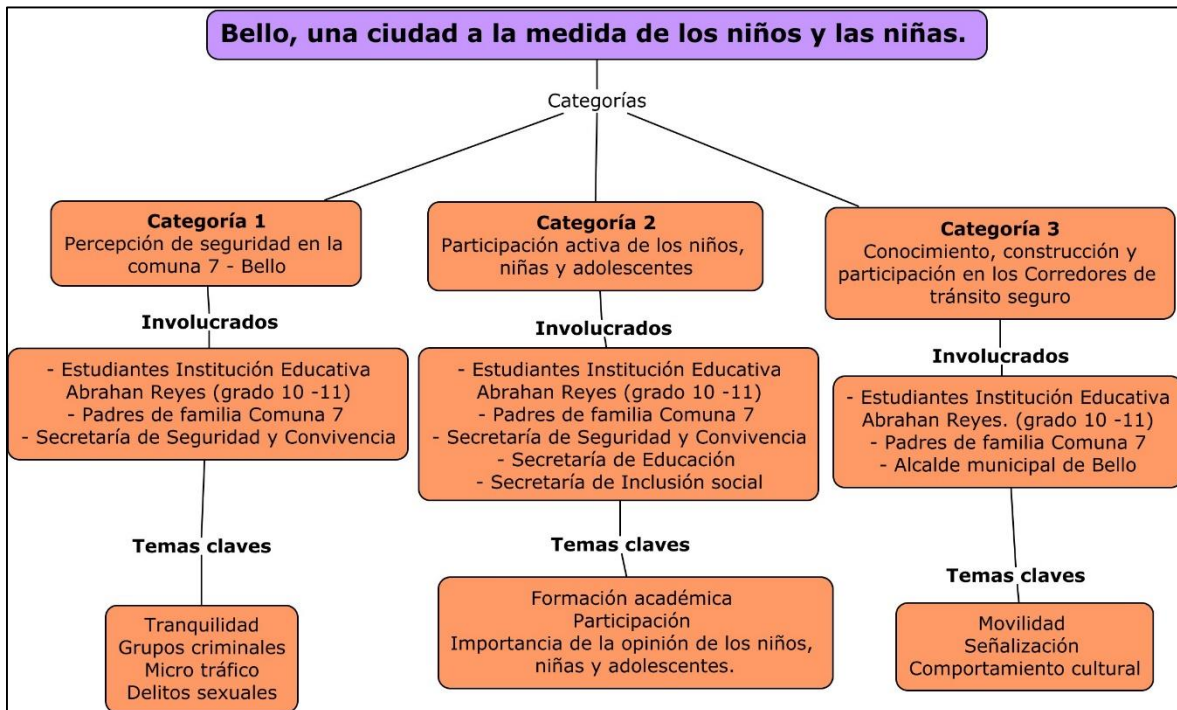 Bello, una ciudad a la medida de los niños y las niñas.
Categorías
Categoría 1
Percepción de seguridad en la
comuna 7 - Bello
Involucrados
- Estudiantes Institución Educativa
Abrahan Reyes (grado 10 -11)
- Padres de familia Comuna 7
- Secretaría de Seguridad y Convivencia
Temas claves
Tranquilidad
Grupos criminales
Micro tráfico
Delitos sexuales
Categoría 2
Participación activa de los niños,
niñas y adolescentes
Involucrados
- Estudiantes Institución Educativa
Abrahan Reyes (grado 10 -11)
- Padres de familia Comuna 7
- Secretaría de Seguridad y Convivencia
- Secretaría de Educación
- Secretaría de Inclusión social
Temas claves
Formación académica
Participación
Importancia de la opinión de los niños,
niñas y adolescentes.
Categoría 3
Conocimiento, construcción y
participación en los Corredores de
tránsito seguro
Involucrados
- Estudiantes Institución Educativa
Abrahan Reyes. (grado 10 -11)
- Padres de familia Comuna 7
- Alcalde municipal de Bello
Temas claves
Movilidad
Señalización
Comportamiento cultural